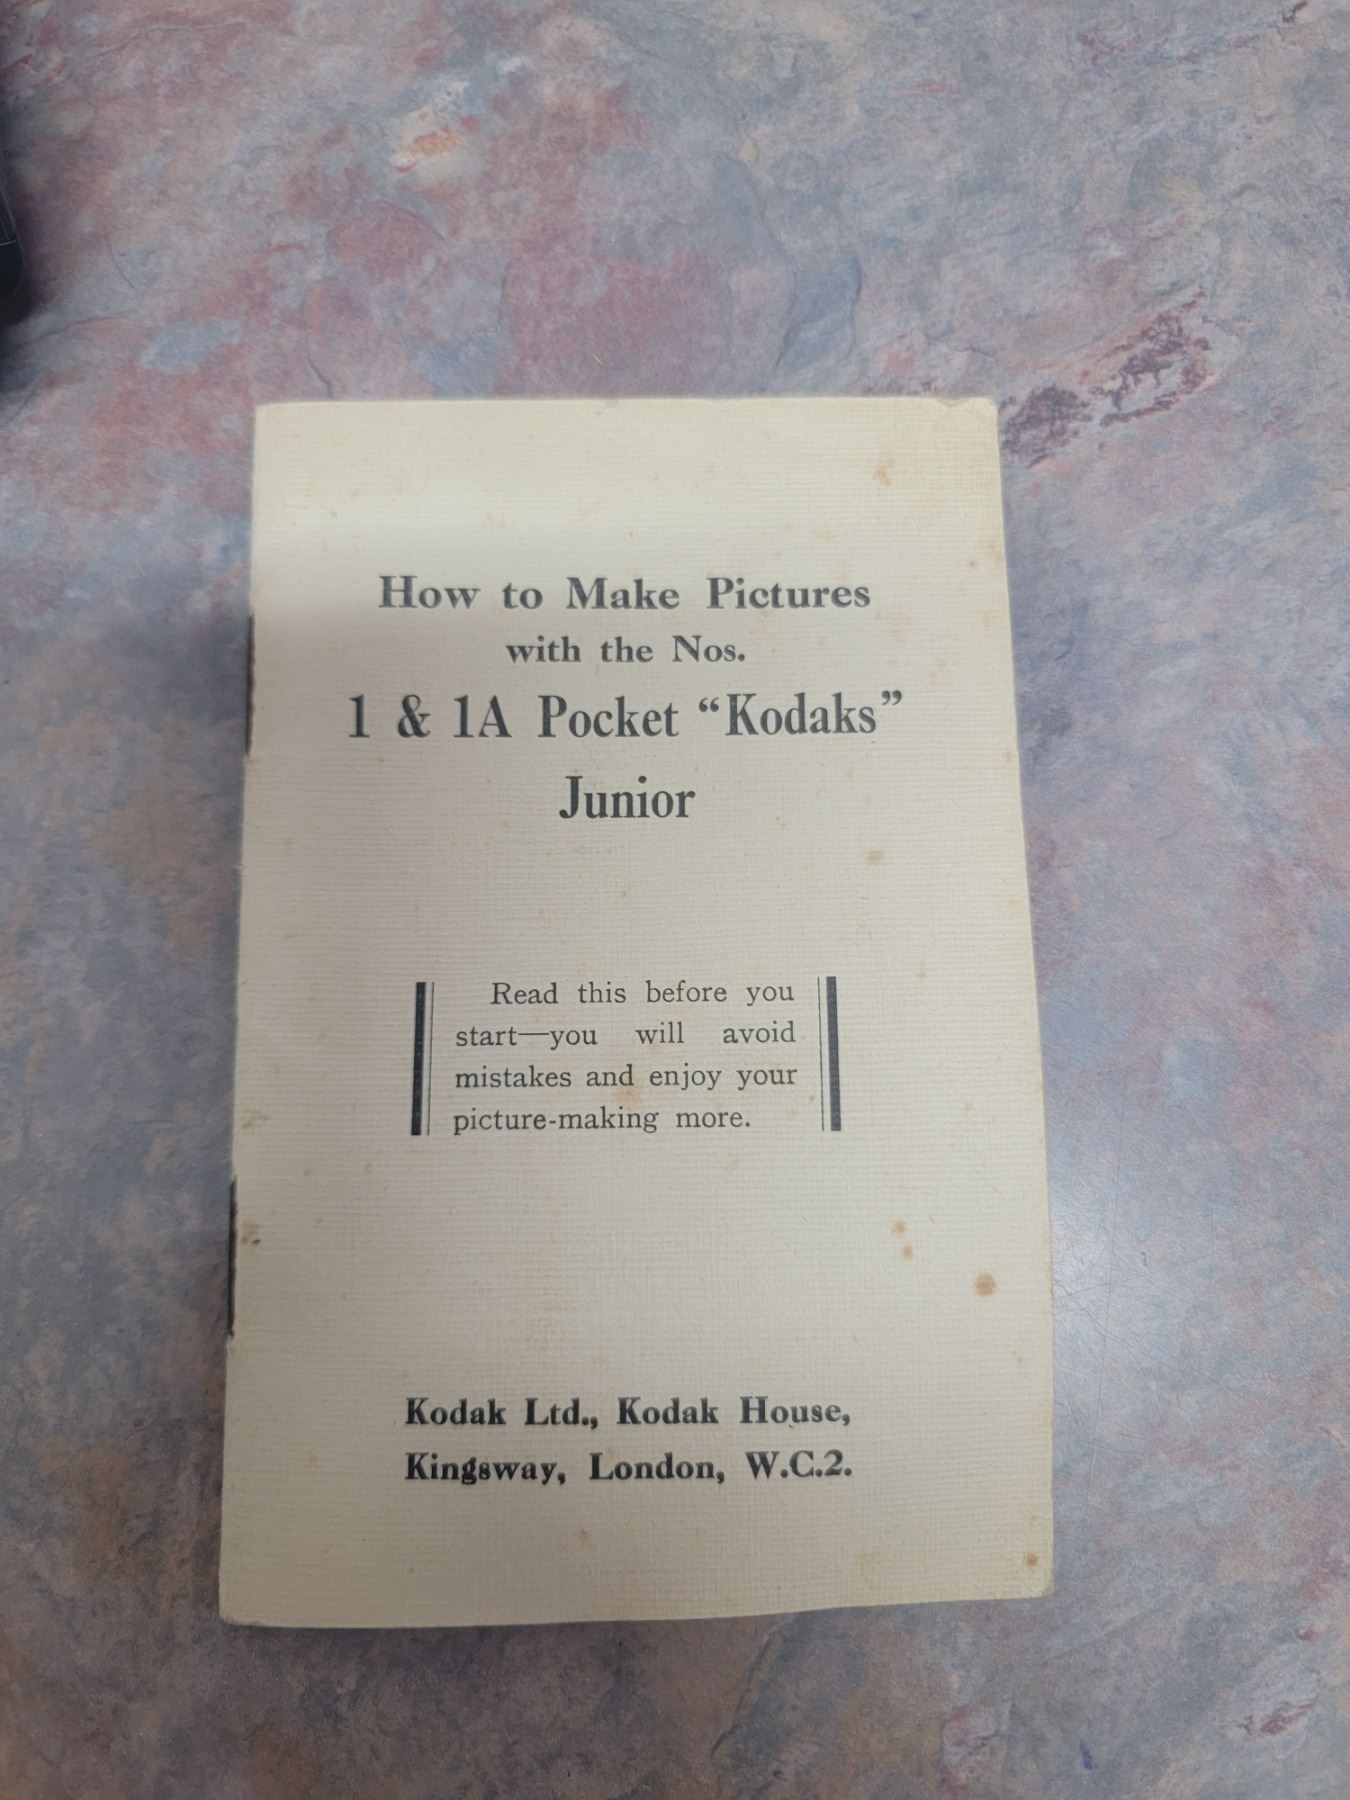 How to Make Pictures
with the Nos.
1 & 1A Pocket “Kodaks”
Junior
Read this before you
start—you will avoid
mistakes and enjoy your
picture-making more.
Kodak Ltd., Kodak House,
Kingsway, London, W.C.2.